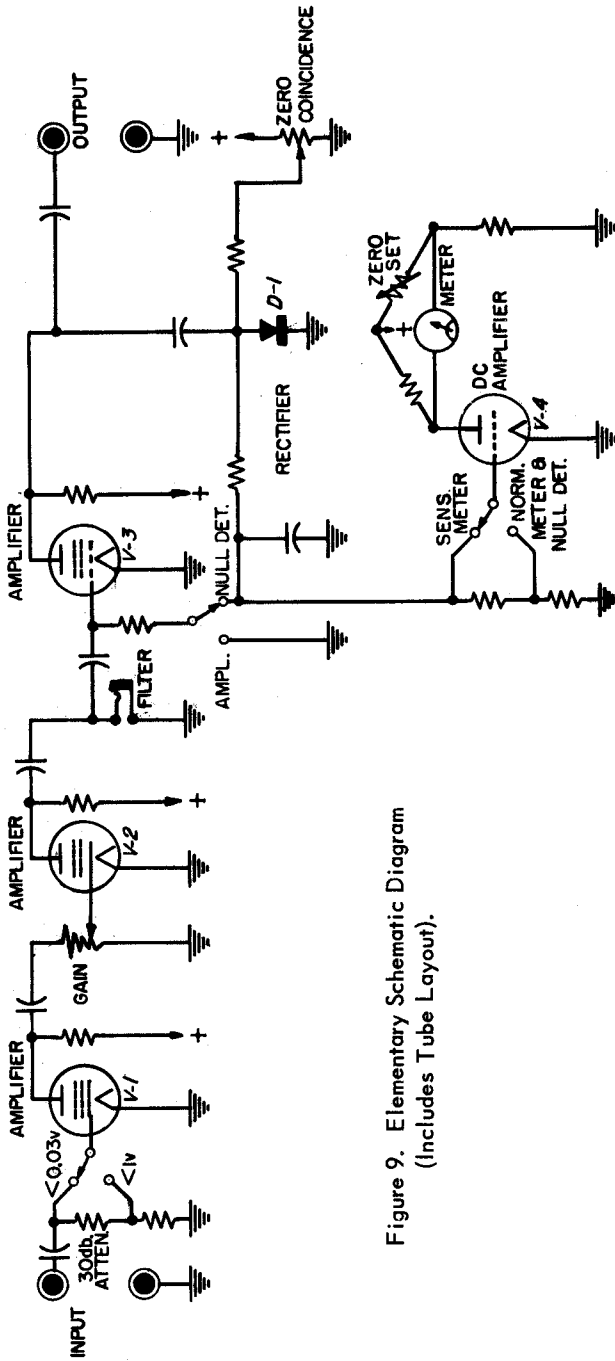 INPUT
30db.
ATTEN.
<0.03v
<1v
AMPLIFIER
V-1
GAIN
AMPLIFIER
V-2
FILTER
AMPLIFIER
V-3
AMPL.
NULL DET.
RECTIFIER
D-1
OUTPUT
+
ZERO
COINCIDENCE
+
+
+
SENS.
METER
NORM.
METER &
NULL DET.
DC
AMPLIFIER
V-4
METER
+
ZERO
SET
Figure 9. Elementary Schematic Diagram
(Includes Tube Layout).